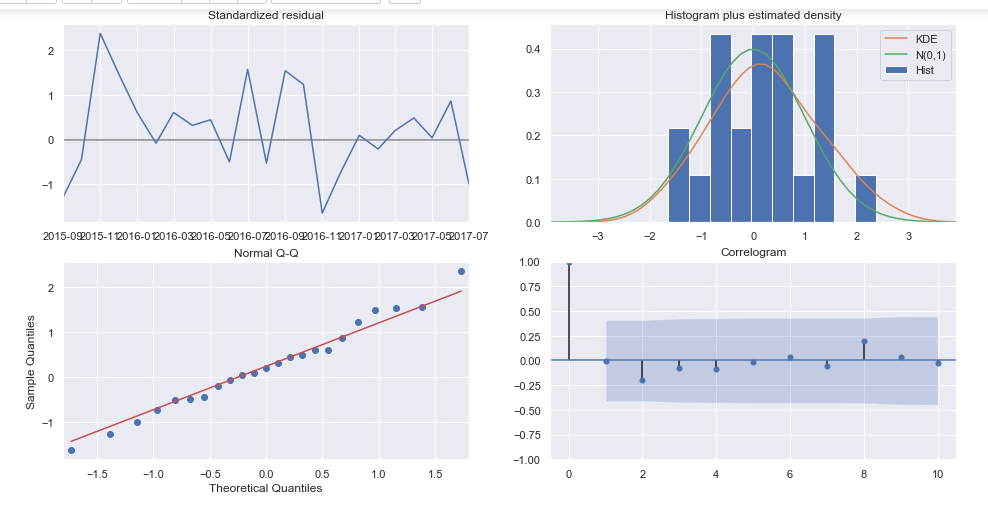 Standardized residual
2
1
0
−1
2015-09 2015-11 2016-01 2016-03 2016-05 2016-07 2016-09 2016-11 2017-01 2017-03 2017-05 2017-07
Histogram plus estimated density
KDE
N(0,1)
Hist
0.4
0.3
0.2
0.1
0.0
−3 −2 −1 0 1 2 3
Normal Q-Q
Sample Quantiles
2
1
0
−1
−1.5 −1.0 −0.5 0.0 0.5 1.0 1.5
Theoretical Quantiles
Correlogram
1.00
0.75
0.50
0.25
0.00
−0.25
−0.50
−0.75
−1.00
0 2 4 6 8 10